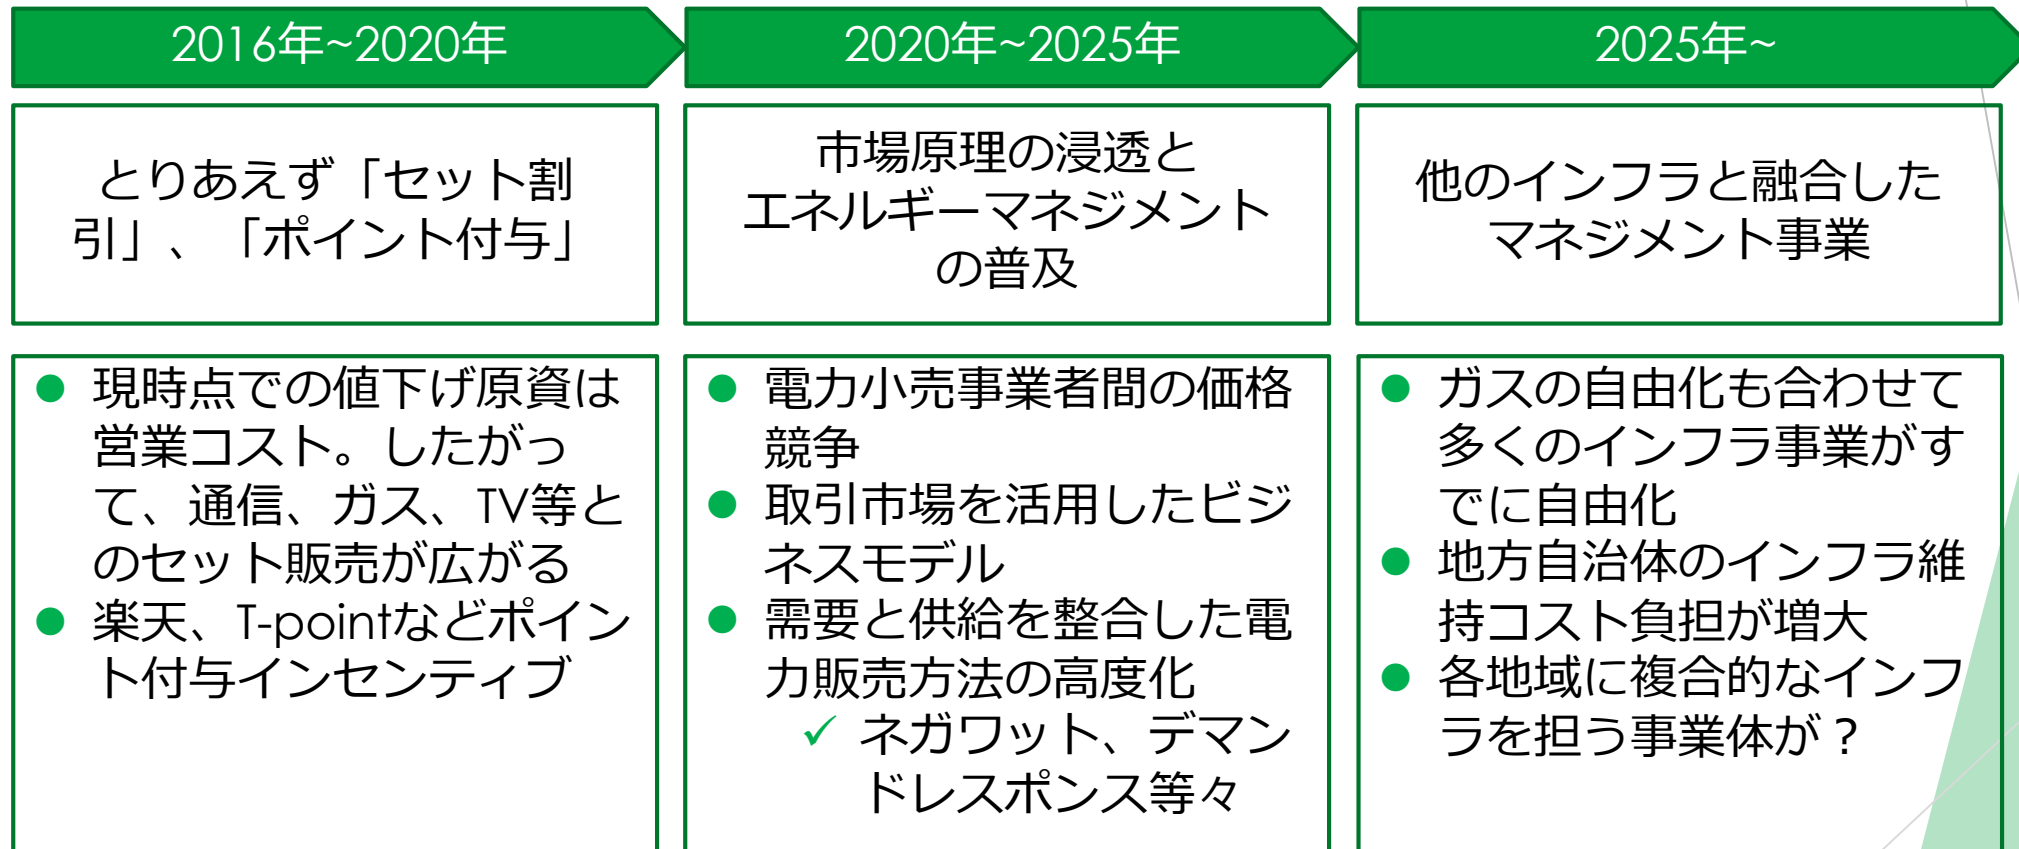 2016年~2020年
2020年~2025年
2025年~
とりあえず「セット割
引」、「ポイント付与」
市場原理の浸透と
エネルギーマネジメント
の普及
他のインフラと融合した
マネジメント事業
● 現時点での値下げ原資は
営業コスト。したがっ
て、通信、ガス、TV等と
のセット販売が広がる
● 楽天、T-pointなどポイン
ト付与インセンティブ
● 電力小売事業者間の価格
競争
● 取引市場を活用したビジ
ネスモデル
● 需要と供給を整合した電
力販売方法の高度化
✓ ネガワット、デマン
ドレスポンス等々
● ガスの自由化も合わせて
多くのインフラ事業がす
でに自由化
● 地方自治体のインフラ維
持コスト負担が増大
● 各地域に複合的なインフ
ラを担う事業体が？